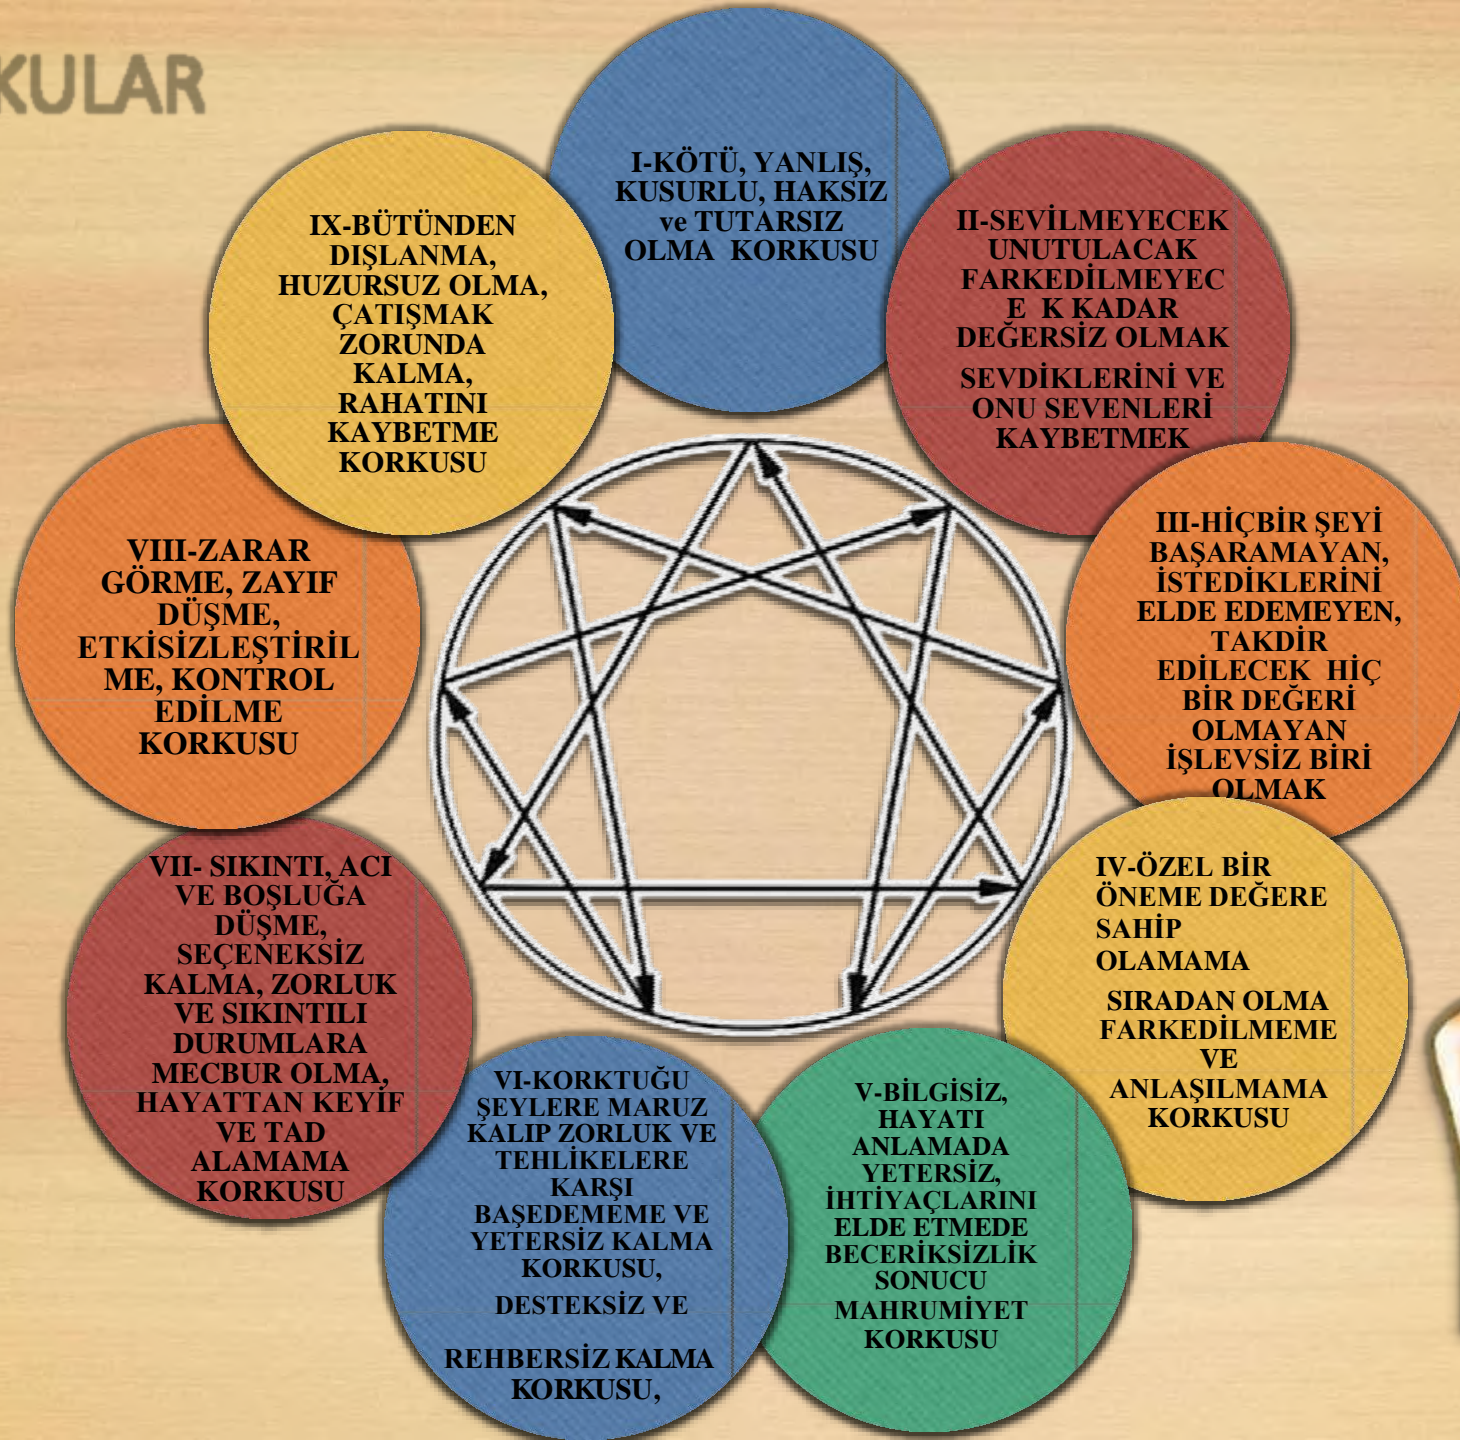 KULAR
I-KÖTÜ, YANLIŞ,
KUSURLU, HAKSIZ
ve TUTARSIZ
OLMA KORKUSU
II-SEVİLMEYECEK
UNUTULACAK
FARKEDİLMEYEC
E K KADAR
DEĞERSİZ OLMAK
SEVDİKLERİNİ VE
ONU SEVENLERİ
KAYBETMEK
III-HİÇBİR ŞEYİ
BAŞARAMAYAN,
İSTEDİKLERİNİ
ELDE EDEMEYEN,
TAKDİR
EDİLECEK HİÇ
BİR DEĞERİ
OLMAYAN
İŞLEVSİZ BİRİ
OLMAK
IV-ÖZEL BİR
ÖNEME DEĞERE
SAHİP
OLAMAMA
SIRADAN OLMA
FARKEDİLMEME
VE
ANLAŞILMAMA
KORKUSU
V-BİLGİSİZ,
HAYATI
ANLAMADA
YETERSİZ,
İHTİYAÇLARINI
ELDE ETMEDE
BECERİKSİZLİK
SONUCU
MAHRUMİYET
KORKUSU
VI-KORKTUĞU
ŞEYLERE MARUZ
KALIP ZORLUK VE
TEHLİKELERE
KARŞI
BAŞEDEMEME VE
YETERSİZ KALMA
KORKUSU,
DESTEKSİZ VE
REHBERSİZ KALMA
KORKUSU,
VII- SIKINTI, ACI
VE BOŞLUĞA
DÜŞME,
SEÇENEKSİZ
KALMA, ZORLUK
VE SIKINTILI
DURUMLARA
MECBUR OLMA,
HAYATTAN KEYİF
VE TAD
ALAMAMA
KORKUSU
VIII-ZARAR
GÖRME, ZAYIF
DÜŞME,
ETKİSİZLEŞTİRİL
ME, KONTROL
EDİLME
KORKUSU
IX-BÜTÜNDEN
DIŞLANMA,
HUZURSUZ OLMA,
ÇATIŞMAK
ZORUNDA
KALMA,
RAHATINI
KAYBETME
KORKUSU